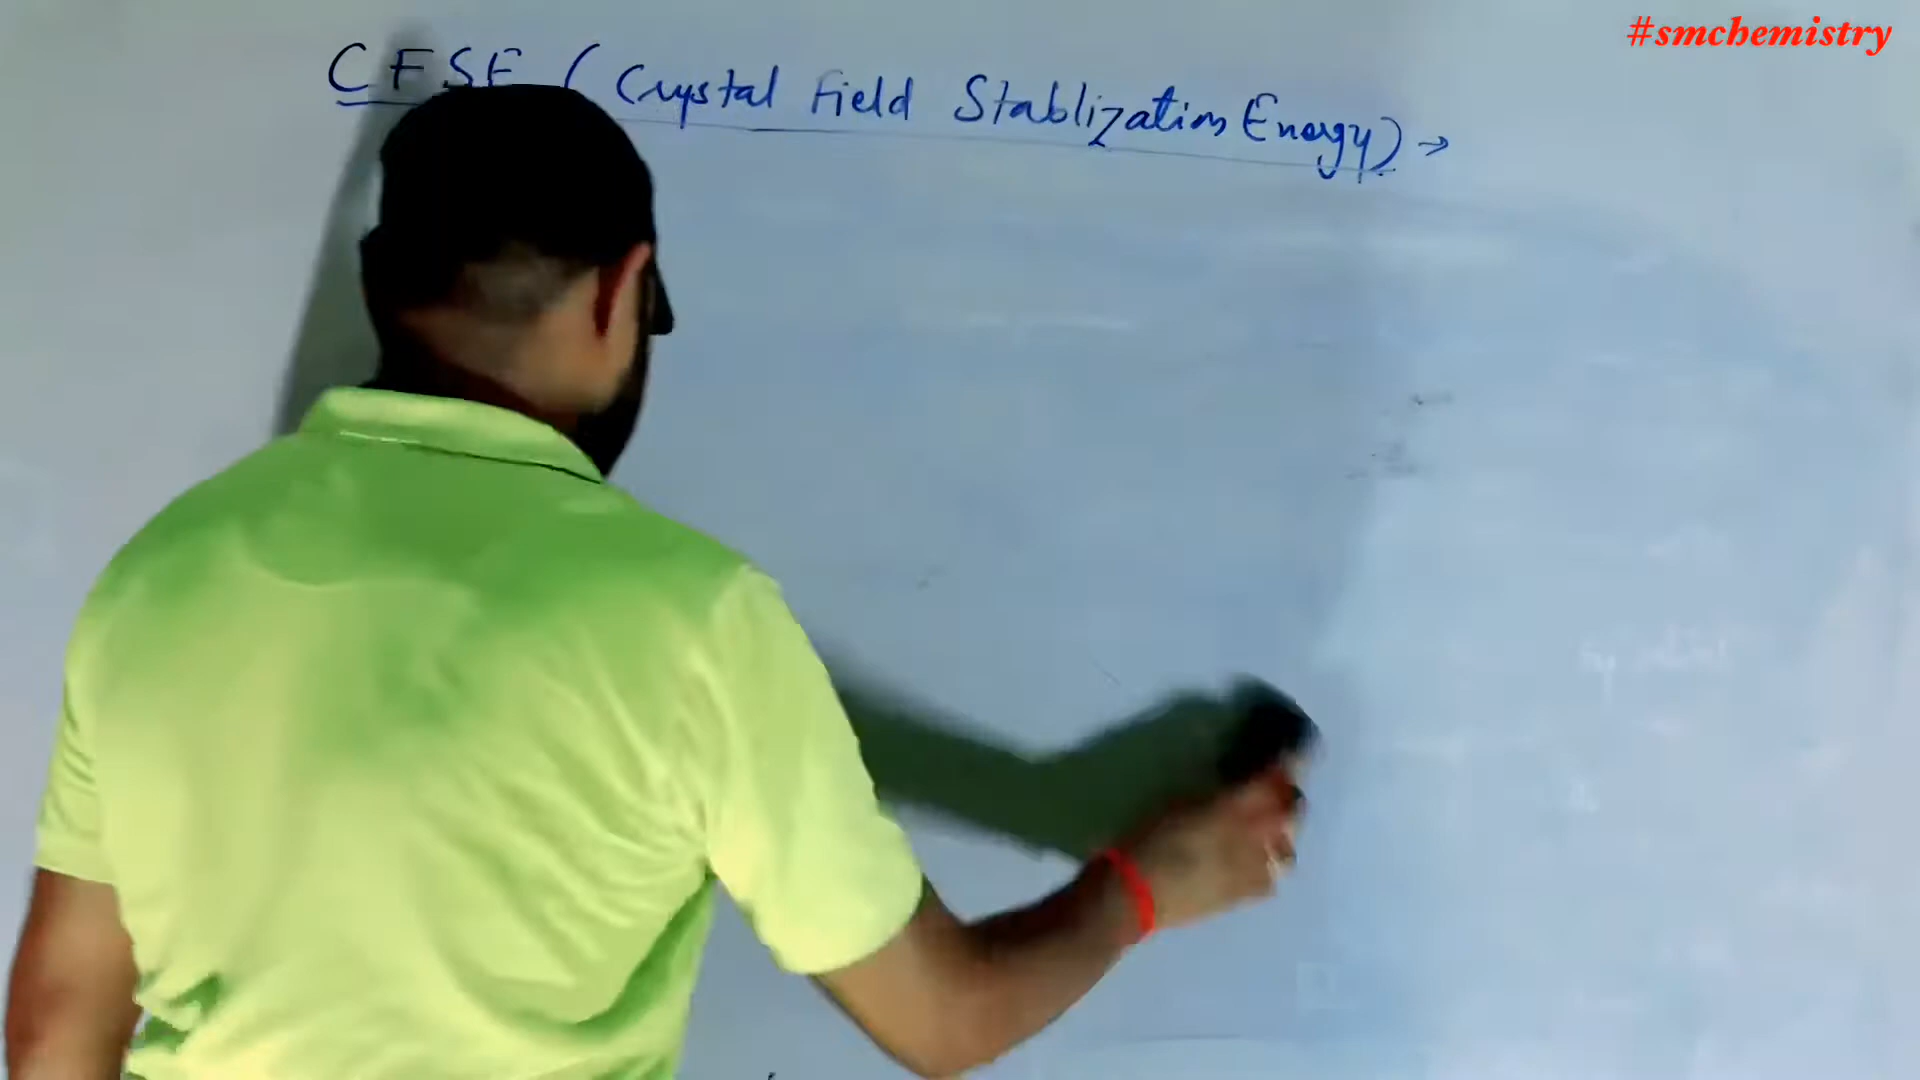 #smchemistry
CFSE (Crystal Field Stablization Energy) →